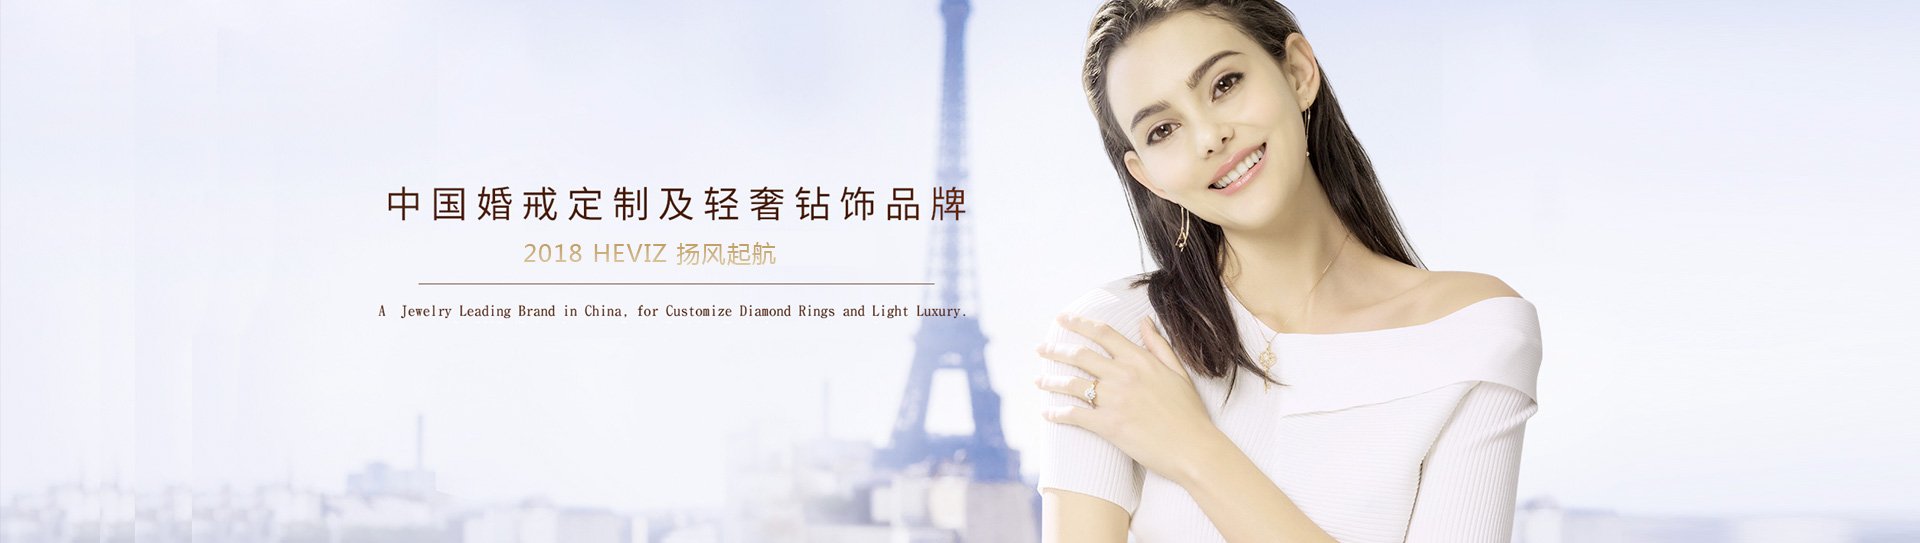 中国婚戒定制及轻奢钻饰品牌
2018 HEVIZ 扬风起航
A Jewelry Leading Brand in China, for Customize Diamond Rings and Light Luxury.